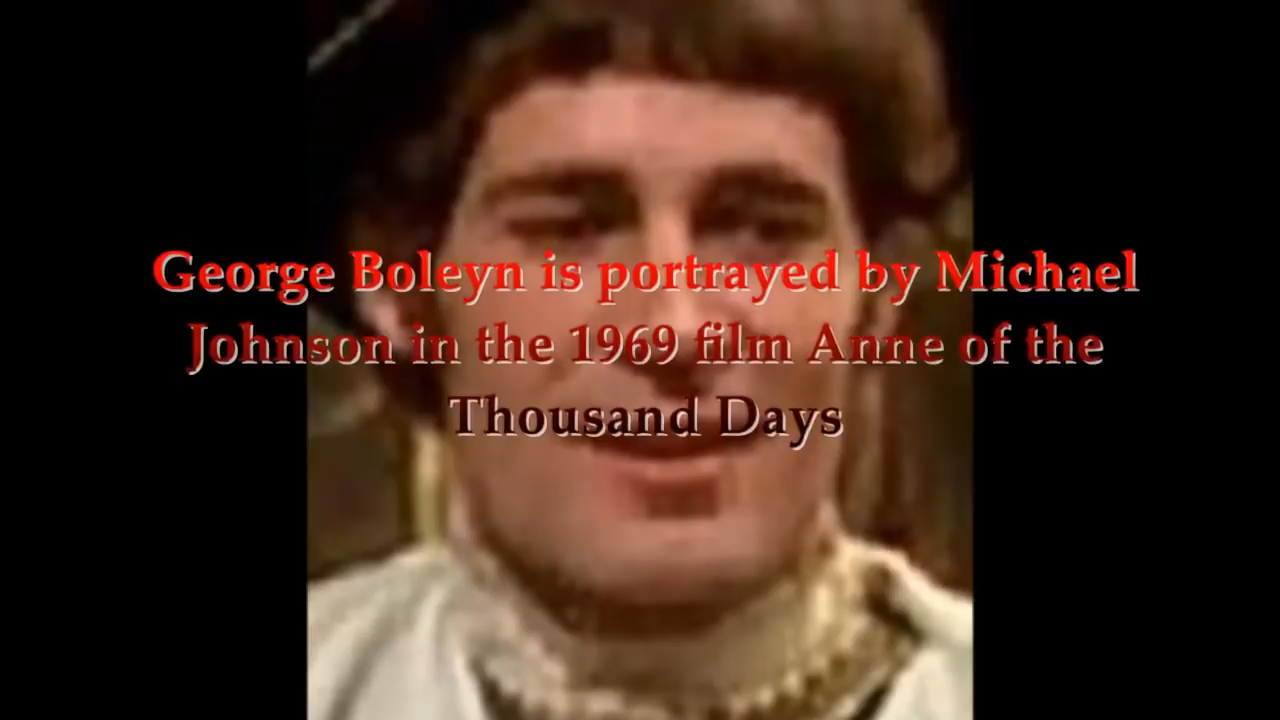 George Boleyn is portrayed by Michael
Johnson in the 1969 film Anne of the
Thousand Days